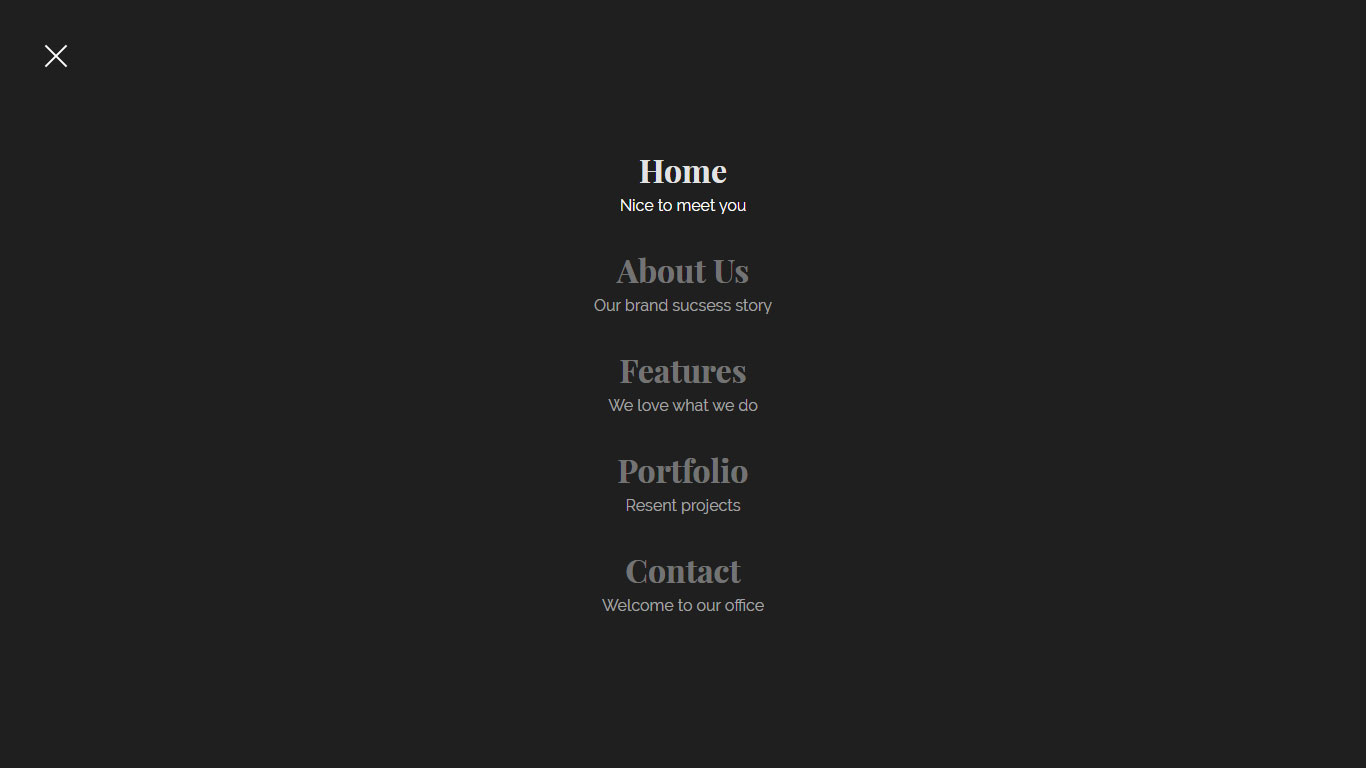 Home
Nice to meet you
About Us
Our brand sucsess story
Features
We love what we do
Portfolio
Resent projects
Contact
Welcome to our office